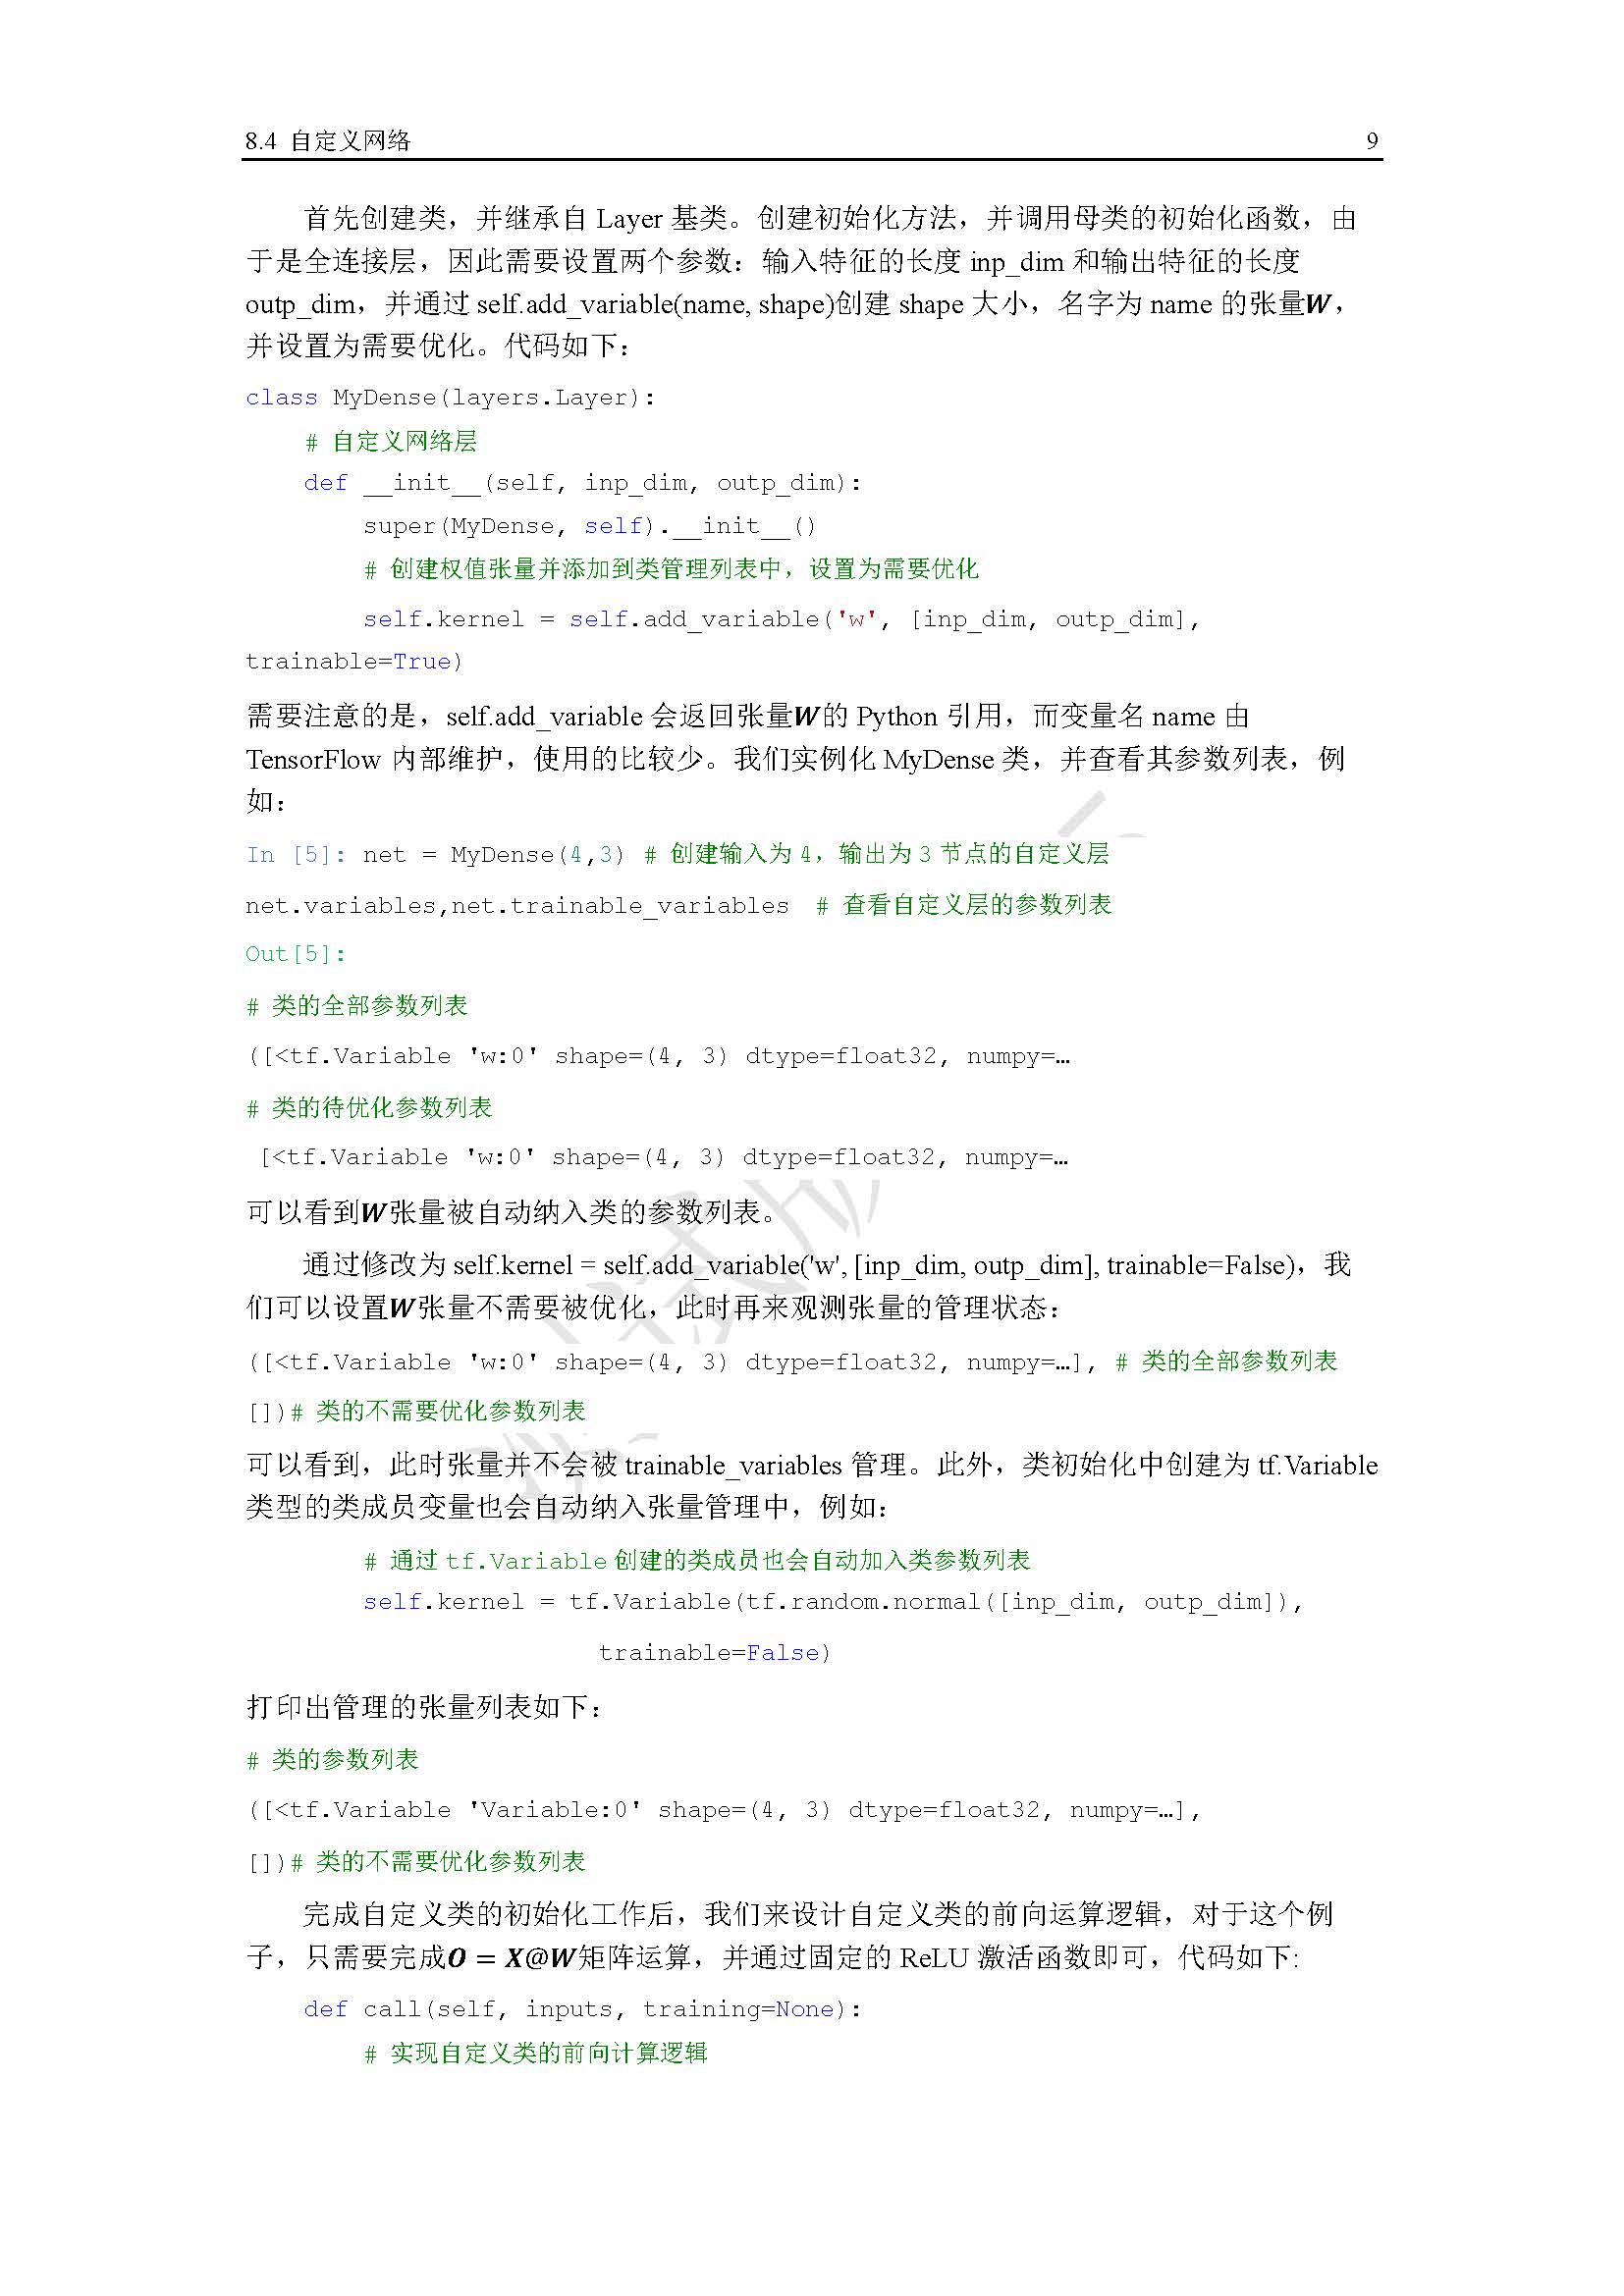 8.4 自定义网络 9
首先创建类，并继承自 Layer 基类。创建初始化方法，并调用母类的初始化函数，由
于是全连接层，因此需要设置两个参数：输入特征的长度 inp_dim 和输出特征的长度
outp_dim，并通过 self.add_variable(name, shape)创建 shape 大小，名字为 name 的张量W，
并设置为需要优化。代码如下：
class MyDense(layers.Layer):
    # 自定义网络层
    def __init__(self, inp_dim, outp_dim):
        super(MyDense, self).__init__()
        # 创建权值张量并添加到类管理列表中，设置为需要优化
        self.kernel = self.add_variable('w', [inp_dim, outp_dim],
trainable=True)
需要注意的是，self.add_variable 会返回张量W的 Python 引用，而变量名 name 由
TensorFlow 内部维护，使用的比较少。我们实例化 MyDense 类，并查看其参数列表，例
如：
In [5]: net = MyDense(4,3) # 创建输入为 4，输出为 3 节点的自定义层
net.variables,net.trainable_variables  # 查看自定义层的参数列表
Out[5]:
# 类的全部参数列表
([<tf.Variable 'w:0' shape=(4, 3) dtype=float32, numpy=…
# 类的待优化参数列表
 [<tf.Variable 'w:0' shape=(4, 3) dtype=float32, numpy=…
可以看到W张量被自动纳入类的参数列表。
通过修改为 self.kernel = self.add_variable('w', [inp_dim, outp_dim], trainable=False)，我
们可以设置W张量不需要被优化，此时再来观测张量的管理状态：
([<tf.Variable 'w:0' shape=(4, 3) dtype=float32, numpy=…], # 类的全部参数列表
[])# 类的不需要优化参数列表
可以看到，此时张量并不会被 trainable_variables 管理。此外，类初始化中创建为 tf.Variable
类型的类成员变量也会自动纳入张量管理中，例如：
        # 通过 tf.Variable 创建的类成员也会自动加入类参数列表
        self.kernel = tf.Variable(tf.random.normal([inp_dim, outp_dim]),
                        trainable=False)
打印出管理的张量列表如下：
# 类的参数列表
([<tf.Variable 'Variable:0' shape=(4, 3) dtype=float32, numpy=…],
[])# 类的不需要优化参数列表
完成自定义类的初始化工作后，我们来设计自定义类的前向运算逻辑，对于这个例
子，只需要完成O = X@W矩阵运算，并通过固定的 ReLU 激活函数即可，代码如下:
    def call(self, inputs, training=None):
        # 实现自定义类的前向计算逻辑